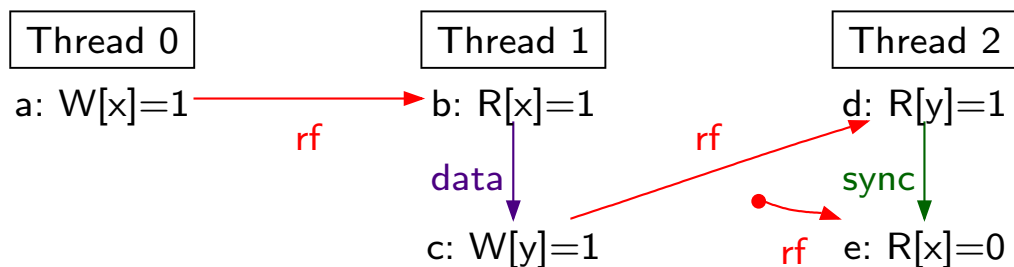 Thread 0 Thread 1 Thread 2
a: W[x]=1 b: R[x]=1 d: R[y]=1
rf rf
data sync
c: W[y]=1 rf e: R[x]=0